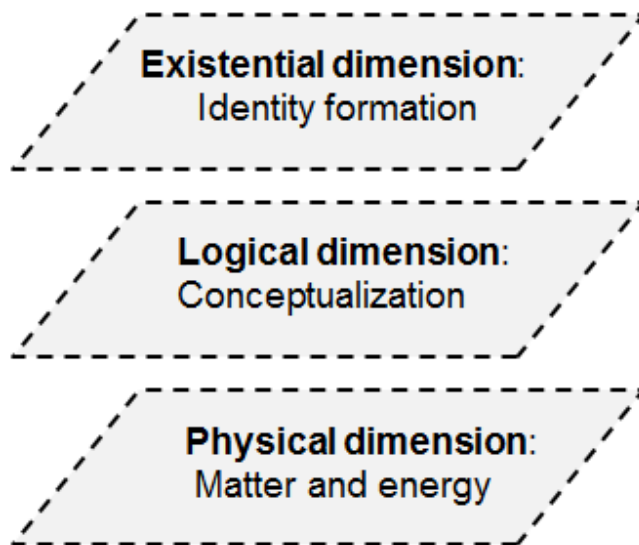 Existential dimension:
Identity formation
Logical dimension:
Conceptualization
Physical dimension:
Matter and energy